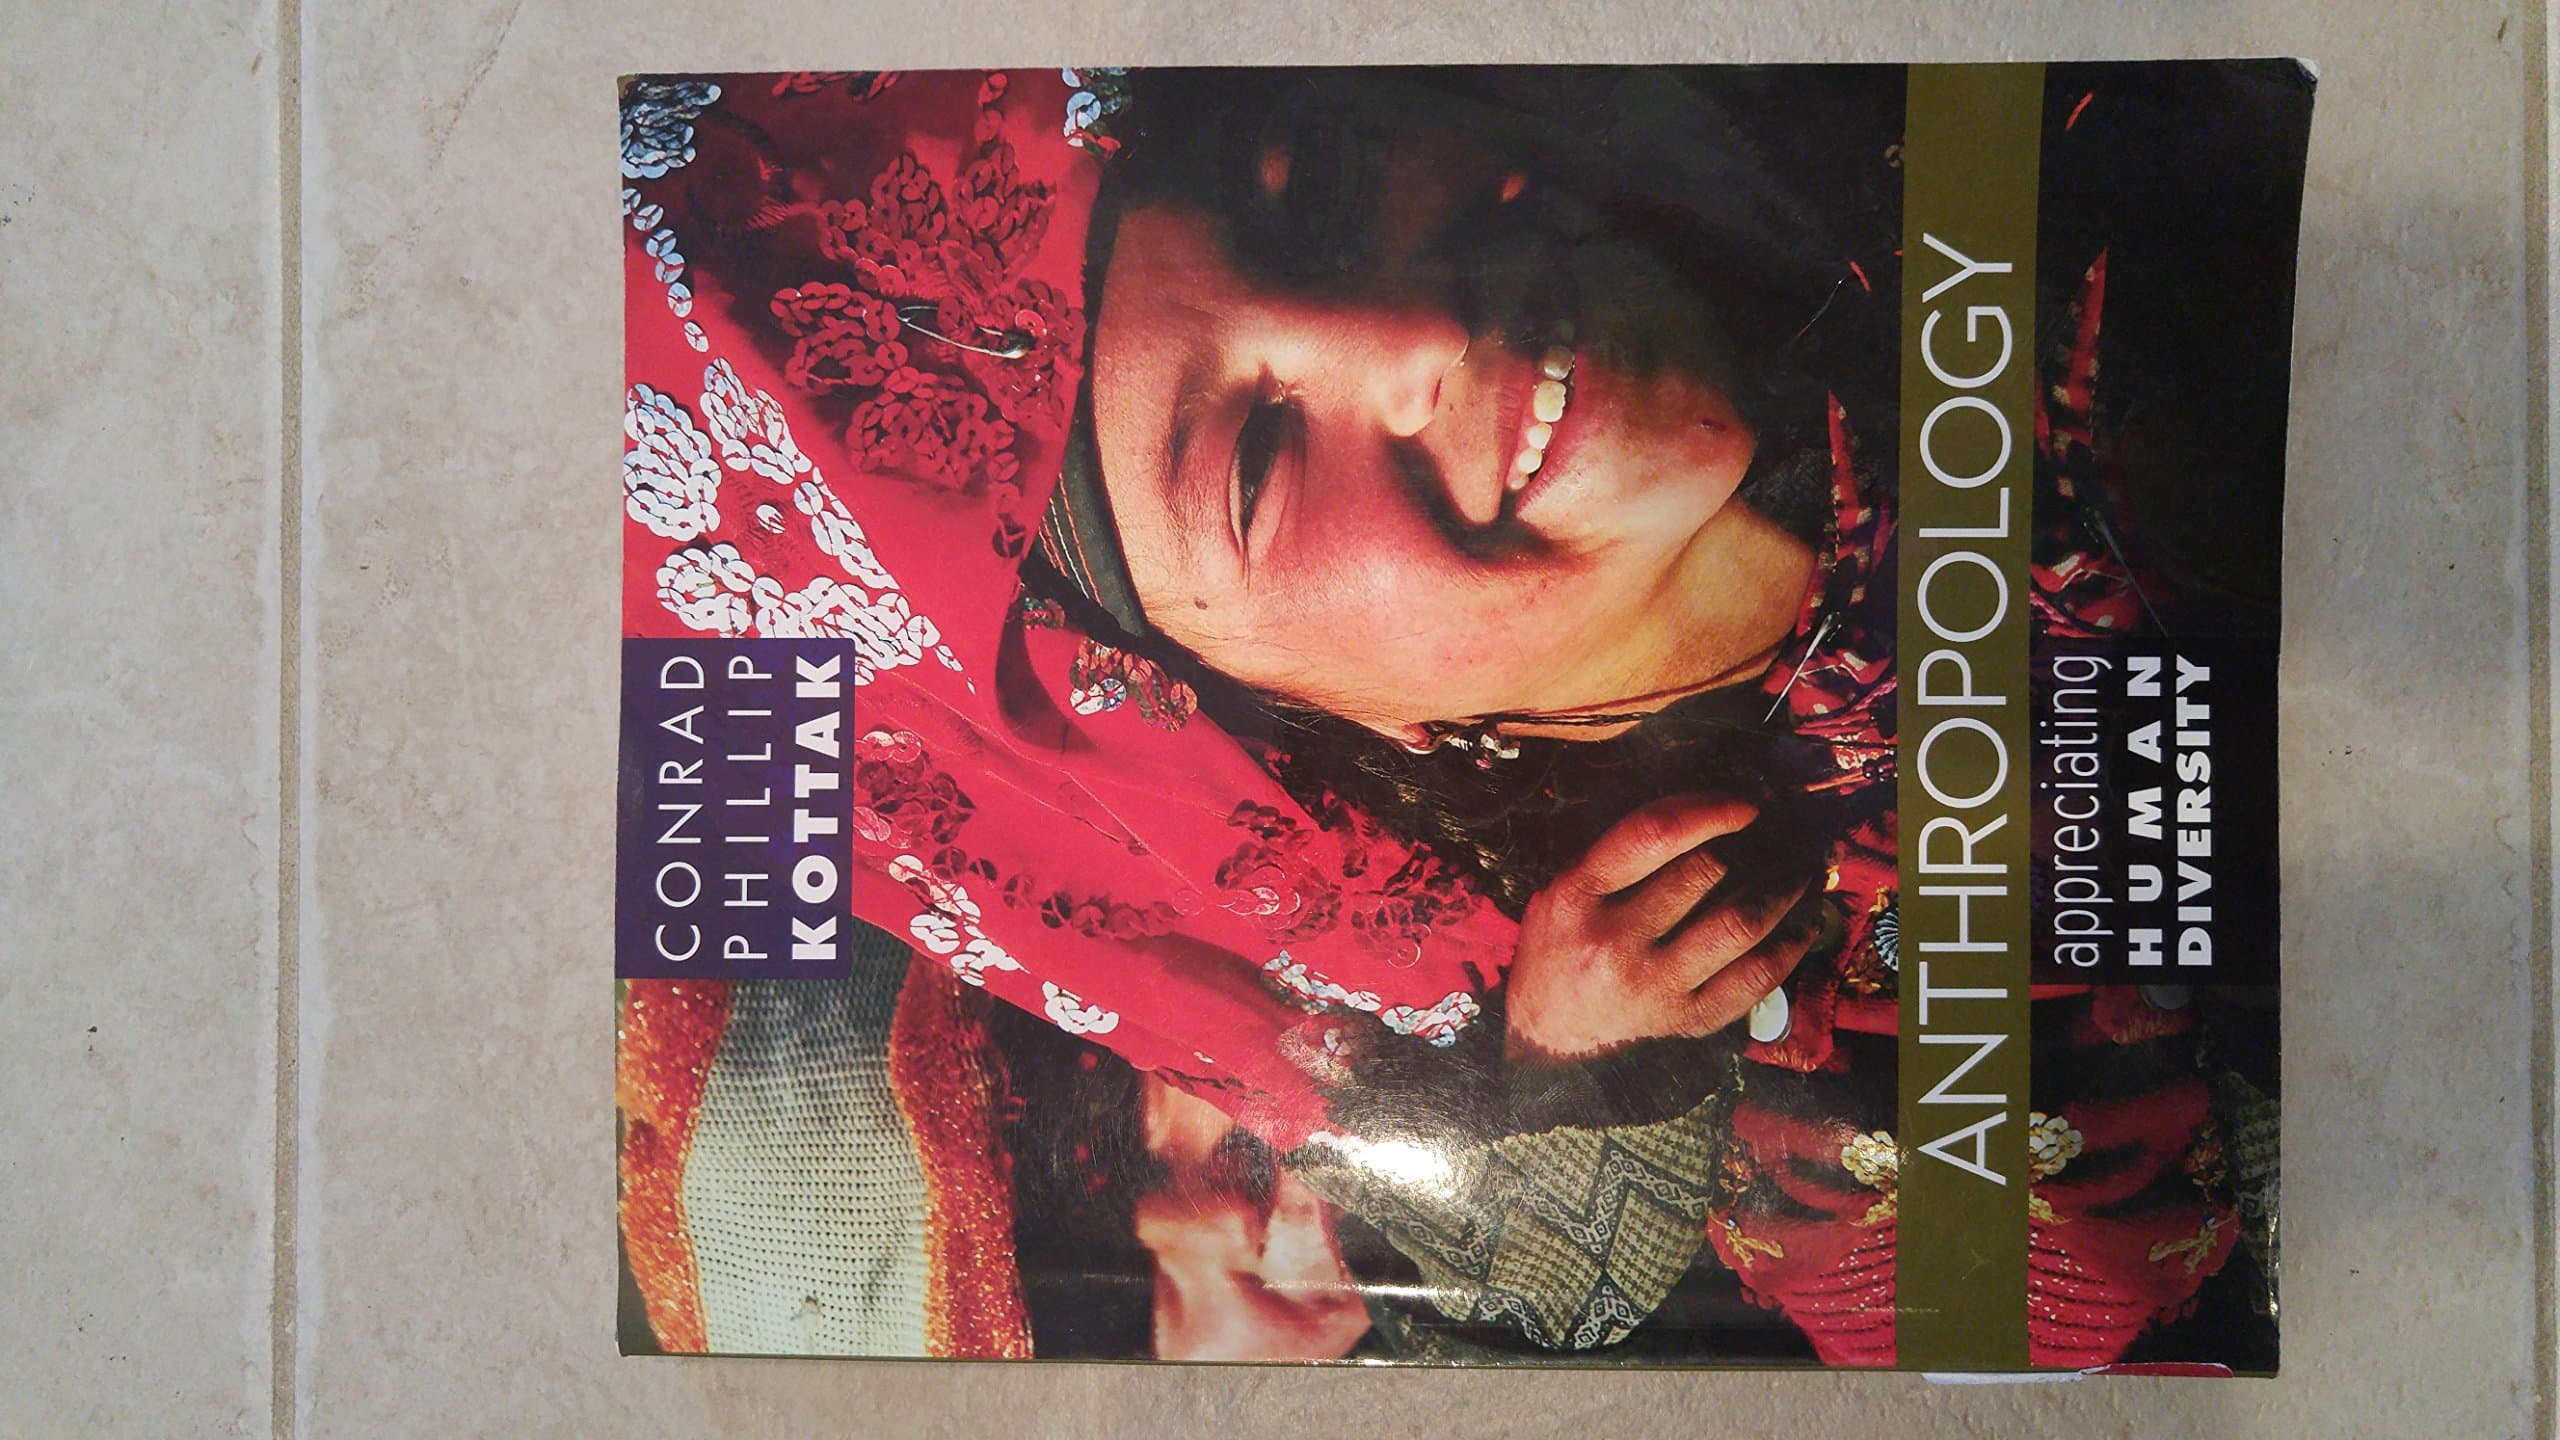 CONRAD
PHILLIP
KOTTAK
ANTHROPOLOGY
appreciating
HUMAN
DIVERSITY